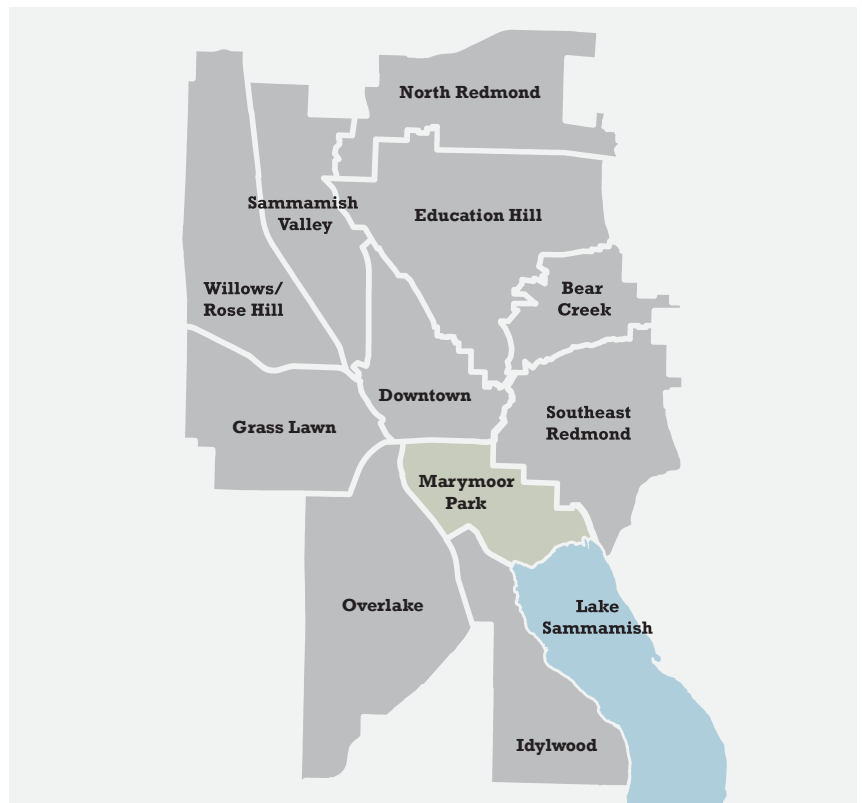 North Redmond
Sammamish
Valley
Education Hill
Willows/
Rose Hill
Bear
Creek
Downtown
Grass Lawn
Southeast
Redmond
Marymoor
Park
Overlake
Lake
Sammamish
Idylwood